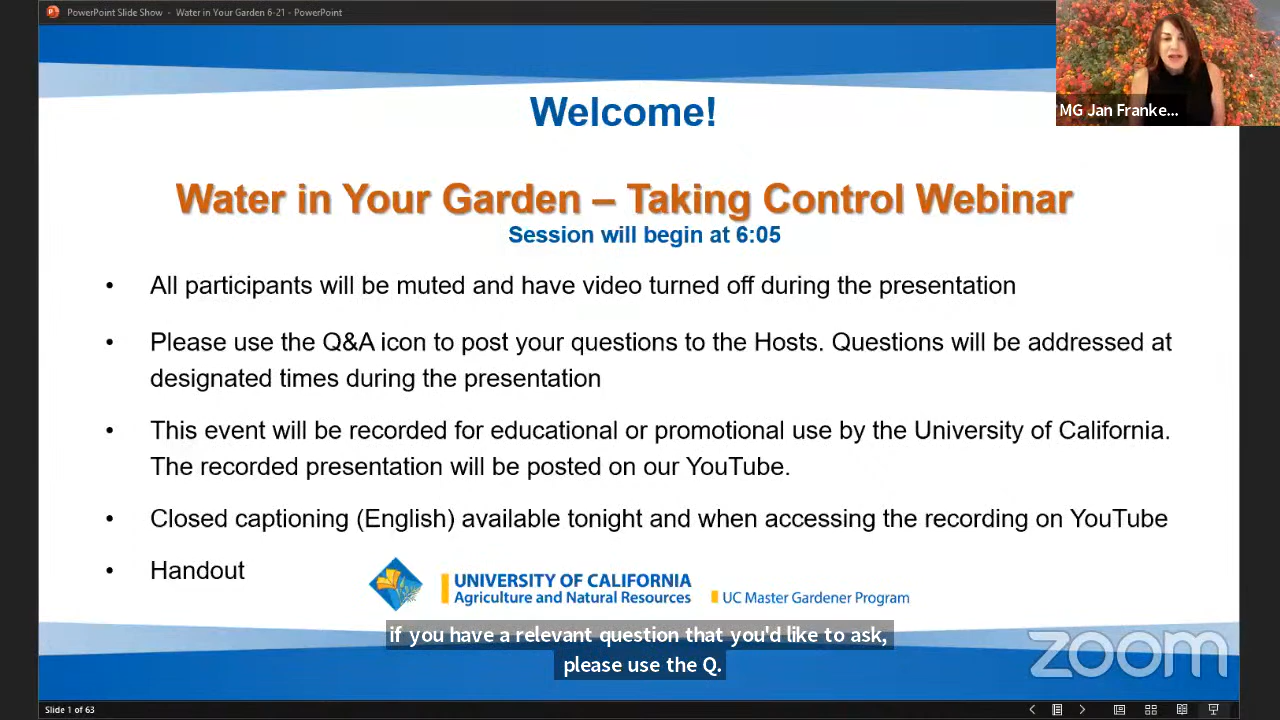 PowerPoint Slide Show - Water in Your Garden 6-21 - PowerPoint
MG Jan Franke...
Welcome!
Water in Your Garden – Taking Control Webinar
Session will begin at 6:05
• All participants will be muted and have video turned off during the presentation
• Please use the Q&A icon to post your questions to the Hosts. Questions will be addressed at
designated times during the presentation
• This event will be recorded for educational or promotional use by the University of California.
The recorded presentation will be posted on our YouTube.
• Closed captioning (English) available tonight and when accessing the recording on YouTube
• Handout
UNIVERSITY OF CALIFORNIA
Agriculture and Natural Resources
UC Master Gardener Program
if you have a relevant question that you'd like to ask,
please use the Q.
zoom
Slide 1 of 63